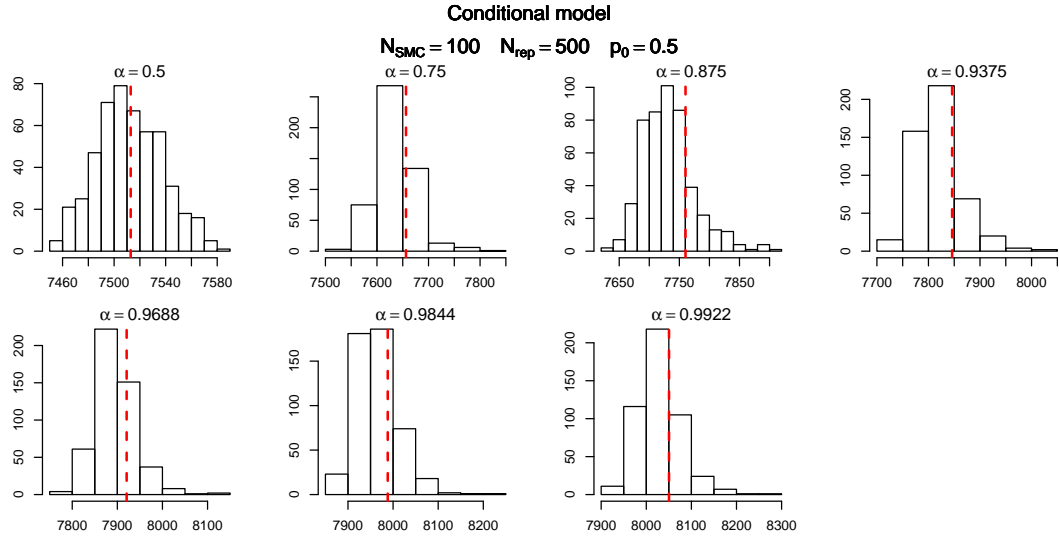 Conditional model
N_SMC = 100 N_rep = 500 p_0 = 0.5
α = 0.5
0 20 40 60 80
7460 7500 7540 7580
α = 0.75
0 50 100 200
7500 7600 7700 7800
α = 0.875
0 20 40 60 80 100
7650 7750 7850
α = 0.9375
0 50 100 200
7700 7800 7900 8000
α = 0.9688
0 50 100 150 200
7800 7900 8000 8100
α = 0.9844
0 50 100 150
7900 8000 8100 8200
α = 0.9922
0 50 100 150 200
7900 8000 8100 8200 8300